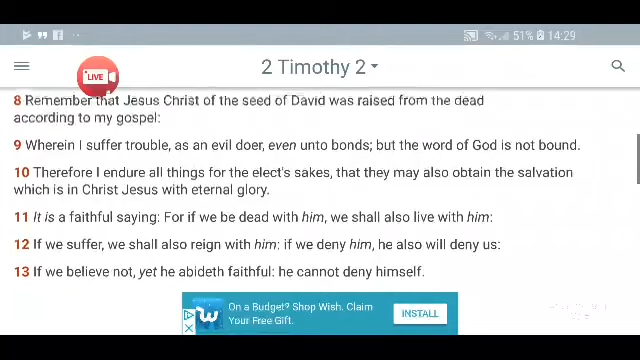 51% 14:29
LIVE
2 Timothy 2
8 Remember that Jesus Christ of the seed of David was raised from the dead
according to my gospel:
9 Wherein I suffer trouble, as an evil doer, even unto bonds; but the word of God is not bound.
10 Therefore I endure all things for the elect's sakes, that they may also obtain the salvation
which is in Christ Jesus with eternal glory.
11 It is a faithful saying: For if we be dead with him, we shall also live with him:
12 If we suffer, we shall also reign with him: if we deny him, he also will deny us:
13 If we believe not, yet he abideth faithful: he cannot deny himself.
On a Budget? Shop Wish. Claim
Your Free Gift.
INSTALL